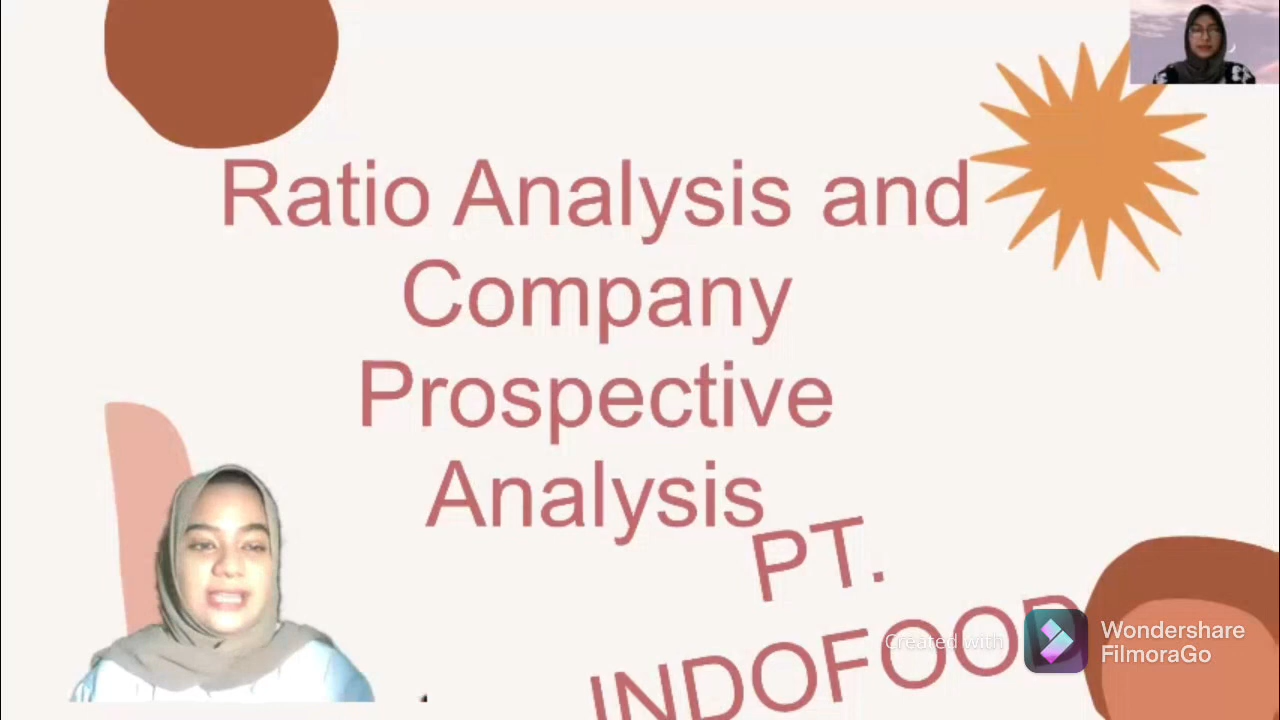 Ratio Analysis and
Company
Prospective
Analysis
PT.
INDOFOOD
Created with
Wondershare
FilmoraGo